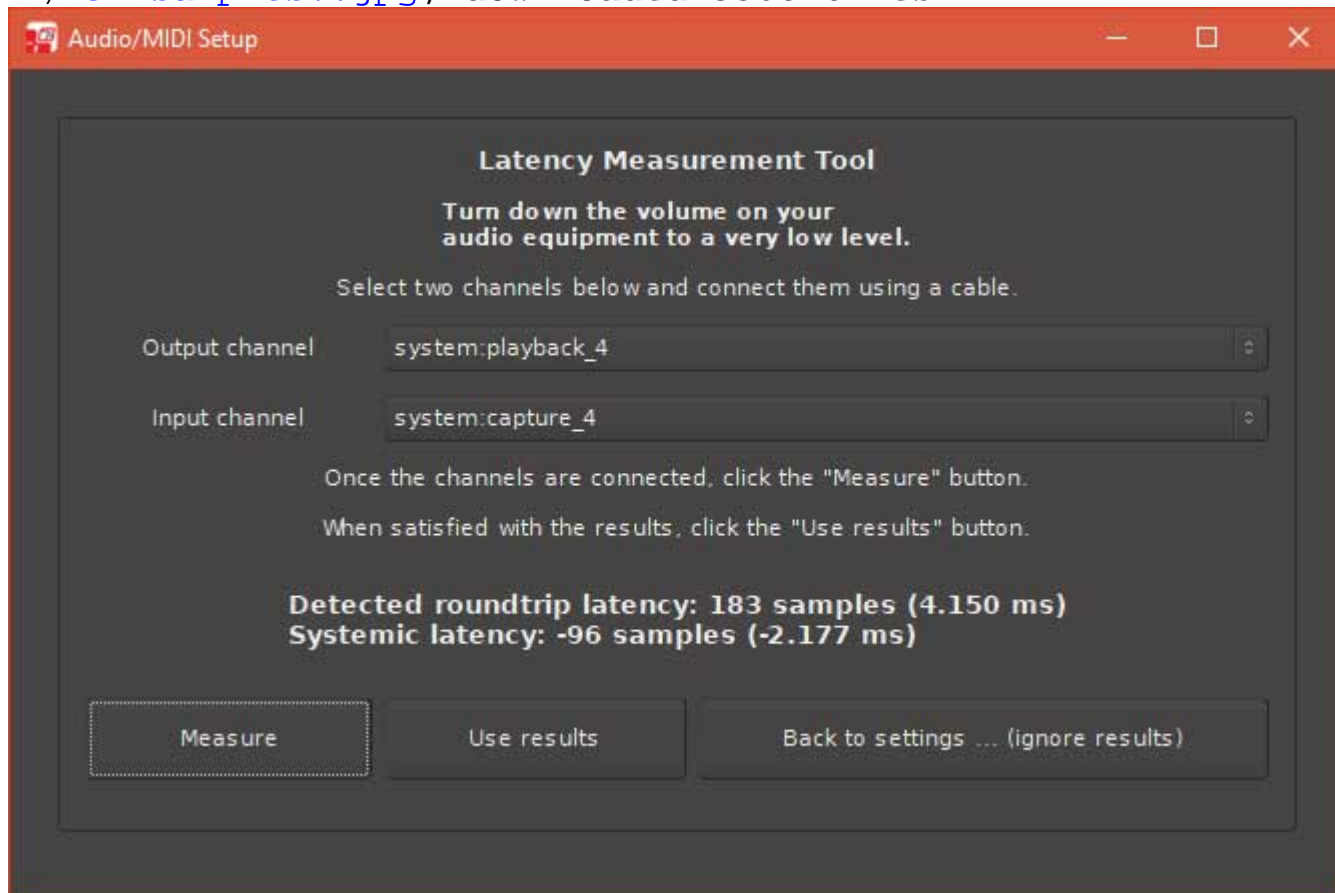 Audio/MIDI Setup
Latency Measurement Tool
Turn down the volume on your
audio equipment to a very low level.
Select two channels below and connect them using a cable.
Output channel system:playback_4
Input channel system:capture_4
Once the channels are connected, click the "Measure" button.
When satisfied with the results, click the "Use results" button.
Detected roundtrip latency: 183 samples (4.150 ms)
Systemic latency: -96 samples (-2.177 ms)
Measure Use results Back to settings ... (ignore results)